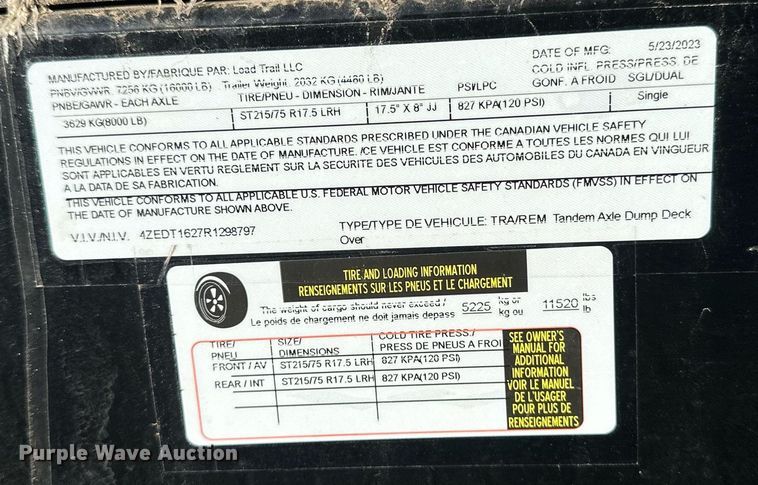 MANUFACTURED BY/FABRIQUE PAR: Load Trail LLC DATE OF MFG: 5/23/2023
PNBV/GVWR. 7256 KG (16000 LB) . Trailer Weight. 2032 KG (4480 LB) COLD INFL. PRESS/PRESS. DE
PNBE/GAWR - EACH AXLE TIRE/PNEU - DIMENSION - RIM/JANTE PSI/LPC GONF. A FROID SGL/DUAL
3629 KG(8000 LB) ST215/75 R17.5 LRH 17.5" X 8" JJ 827 KPA(120 PSI) Single
THIS VEHICLE CONFORMS TO ALL APPLICABLE STANDARDS PRESCRIBED UNDER THE CANADIAN VEHICLE SAFETY
REGULATIONS IN EFFECT ON THE DATE OF MANUFACTURE. /CE VEHICLE EST CONFORME A TOUTES LES NORMES QUI LUI
SONT APPLICABLES EN VERTU REGLEMENT SUR LA SECURITE DES VEHICULES DES AUTOMOBILES DU CANADA EN VINGUEUR
A LA DATA DE SA FABRICATION.
THIS VEHICLE CONFORMS TO ALL APPLICABLE U.S. FEDERAL MOTOR VEHICLE SAFETY STANDARDS (FMVSS) IN EFFECT ON
THE DATE OF MANUFACTURE SHOWN ABOVE.
V.I.V./N.I.V. 4ZEDT1627R1298797 TYPE/TYPE DE VEHICULE: TRA/REM Tandem Axle Dump Deck
Over
TIRE AND LOADING INFORMATION
RENSEIGNEMENTS SUR LES PNEUS ET LE CHARGEMENT
The weight of cargo should never exceed / 5225 kg or 11520 lbs
Le poids de chargement ne doit jamais depass kg ou lb
TIRE/ SIZE/ COLD TIRE PRESS./
PNEU DIMENSIONS PRESS DE PNEUS A FROI
FRONT / AV ST215/75 R17.5 LRH 827 KPA(120 PSI)
REAR / INT ST215/75 R17.5 LRH 827 KPA(120 PSI)
SEE OWNER'S
MANUAL FOR
ADDITIONAL
INFORMATION
VOIR LE MANUEL
DE L'USAGER
POUR PLUS DE
RENSEIGNEMENTS
Purple Wave Auction